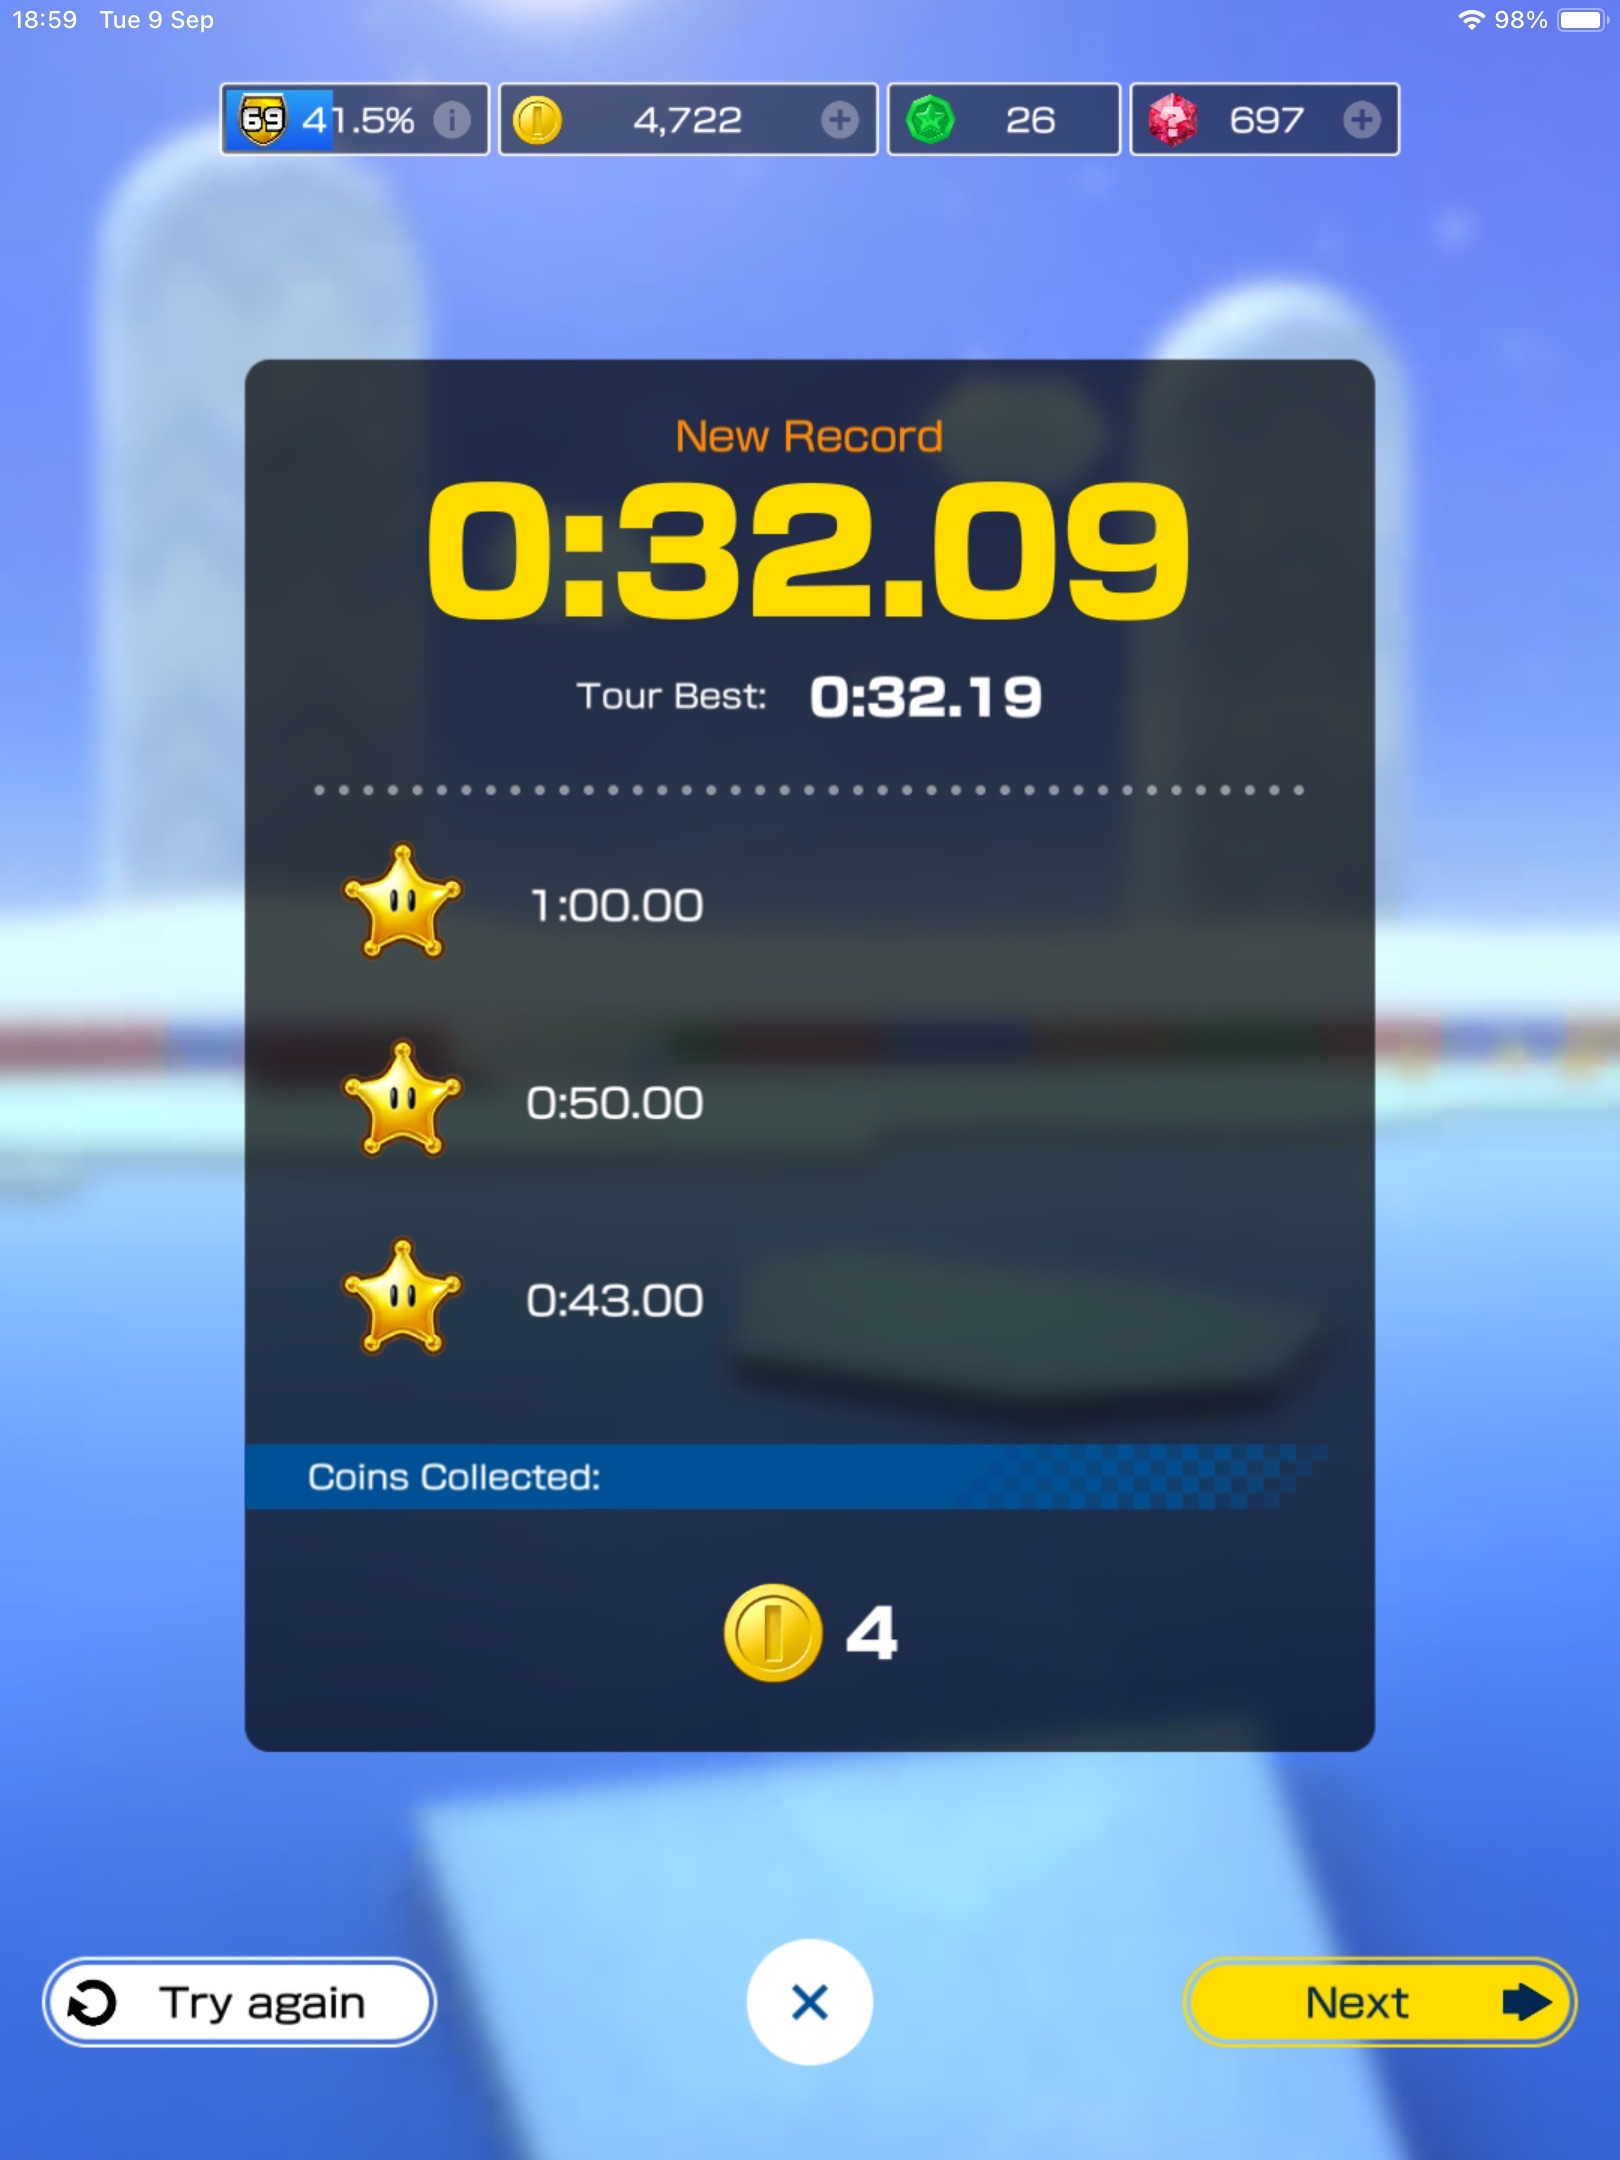 18:59 Tue 9 Sep 98%
69 41.5% i 4,722 + 26 ? 697 +
New Record
0:32.09
Tour Best: 0:32.19
1:00.00
0:50.00
0:43.00
Coins Collected:
4
Try again × Next